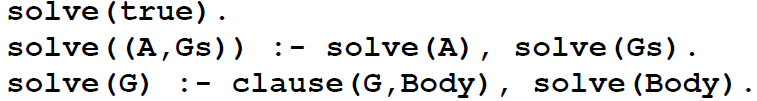 solve(true).
solve((A,Gs)) :- solve(A), solve(Gs).
solve(G) :- clause(G,Body), solve(Body).